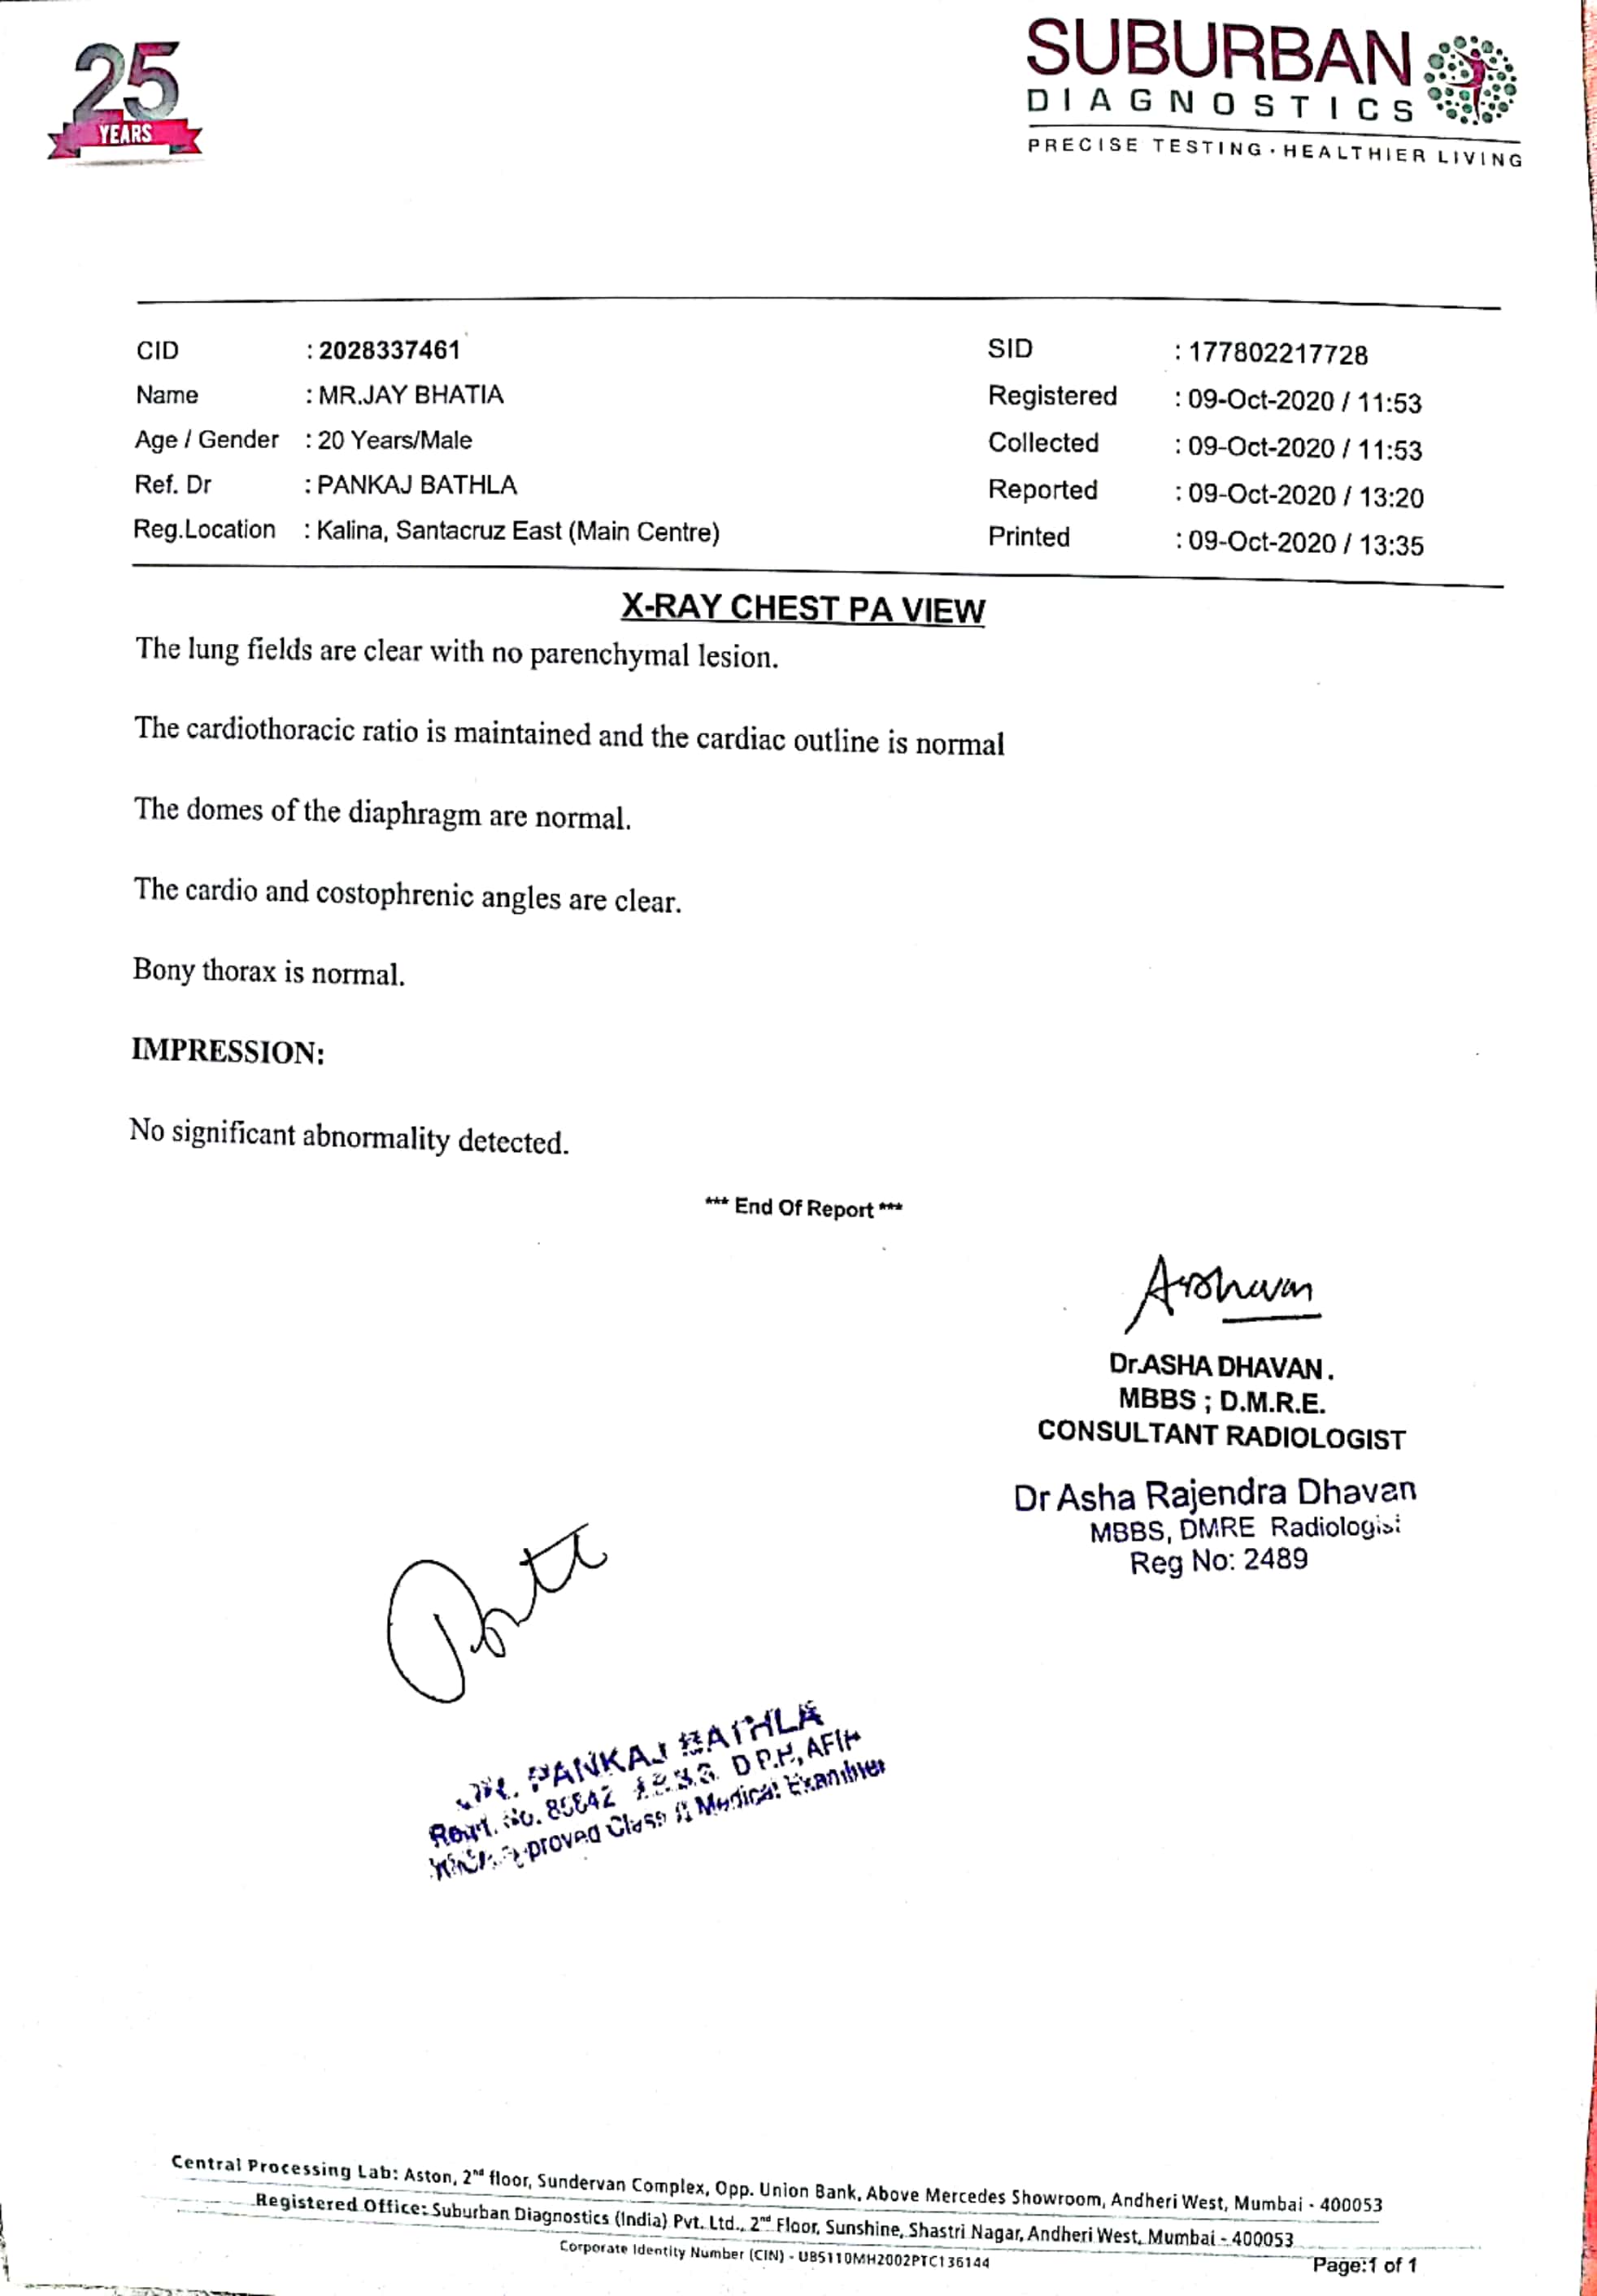 25
YEARS
SUBURBAN
DIAGNOSTICS
PRECISE TESTING · HEALTHIER LIVING
CID : 2028337461 SID : 177802217728
Name : MR.JAY BHATIA Registered : 09-Oct-2020 / 11:53
Age / Gender : 20 Years/Male Collected : 09-Oct-2020 / 11:53
Ref. Dr : PANKAJ BATHLA Reported : 09-Oct-2020 / 13:20
Reg.Location : Kalina, Santacruz East (Main Centre) Printed : 09-Oct-2020 / 13:35
X-RAY CHEST PA VIEW
The lung fields are clear with no parenchymal lesion.
The cardiothoracic ratio is maintained and the cardiac outline is normal
The domes of the diaphragm are normal.
The cardio and costophrenic angles are clear.
Bony thorax is normal.
IMPRESSION:
No significant abnormality detected.
*** End Of Report ***
Dr.ASHA DHAVAN .
MBBS ; D.M.R.E.
CONSULTANT RADIOLOGIST
Dr Asha Rajendra Dhavan
MBBS, DMRE Radiologist
Reg No: 2489
DR. PANKAJ BATHLA
No. D.P.H, AFIH
Class Medical Examiner
Central Processing Lab: Aston, 2nd floor, Sundervan Complex, Opp. Union Bank, Above Mercedes Showroom, Andheri West, Mumbai - 400053
Registered Office: Suburban Diagnostics (India) Pvt. Ltd., 2nd Floor, Sunshine, Shastri Nagar, Andheri West, Mumbai - 400053
Corporate Identity Number (CIN) - U85110MH2002PTC136144
Page:1 of 1